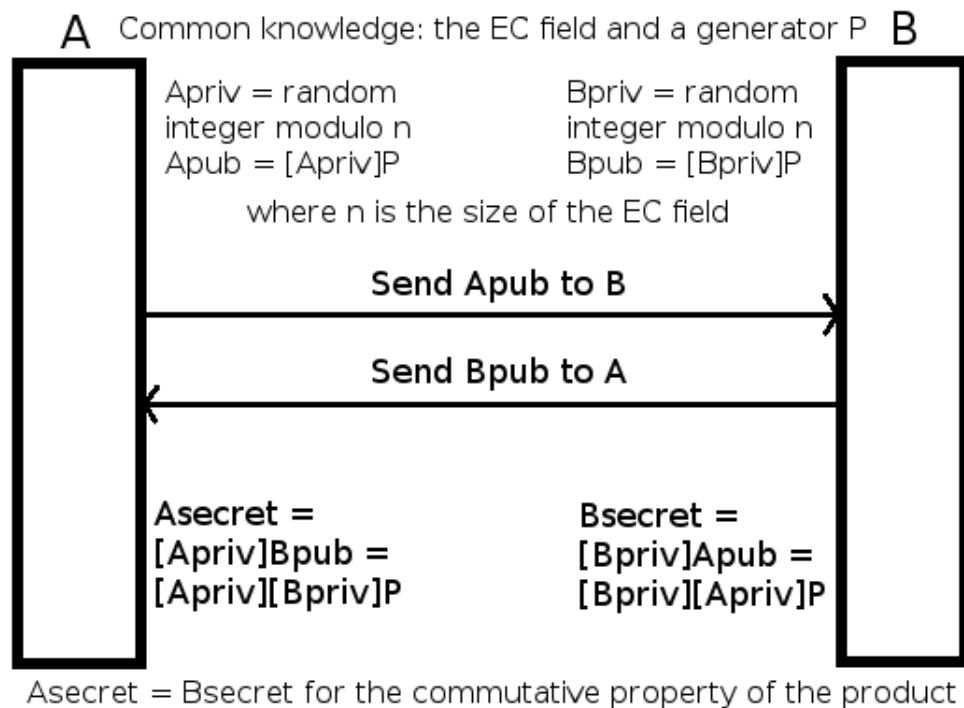 A Common knowledge: the EC field and a generator P B
Apriv = random
integer modulo n
Apub = [Apriv]P
Bpriv = random
integer modulo n
Bpub = [Bpriv]P
where n is the size of the EC field
Send Apub to B
Send Bpub to A
Asecret =
[Apriv]Bpub =
[Apriv][Bpriv]P
Bsecret =
[Bpriv]Apub =
[Bpriv][Apriv]P
Asecret = Bsecret for the commutative property of the product